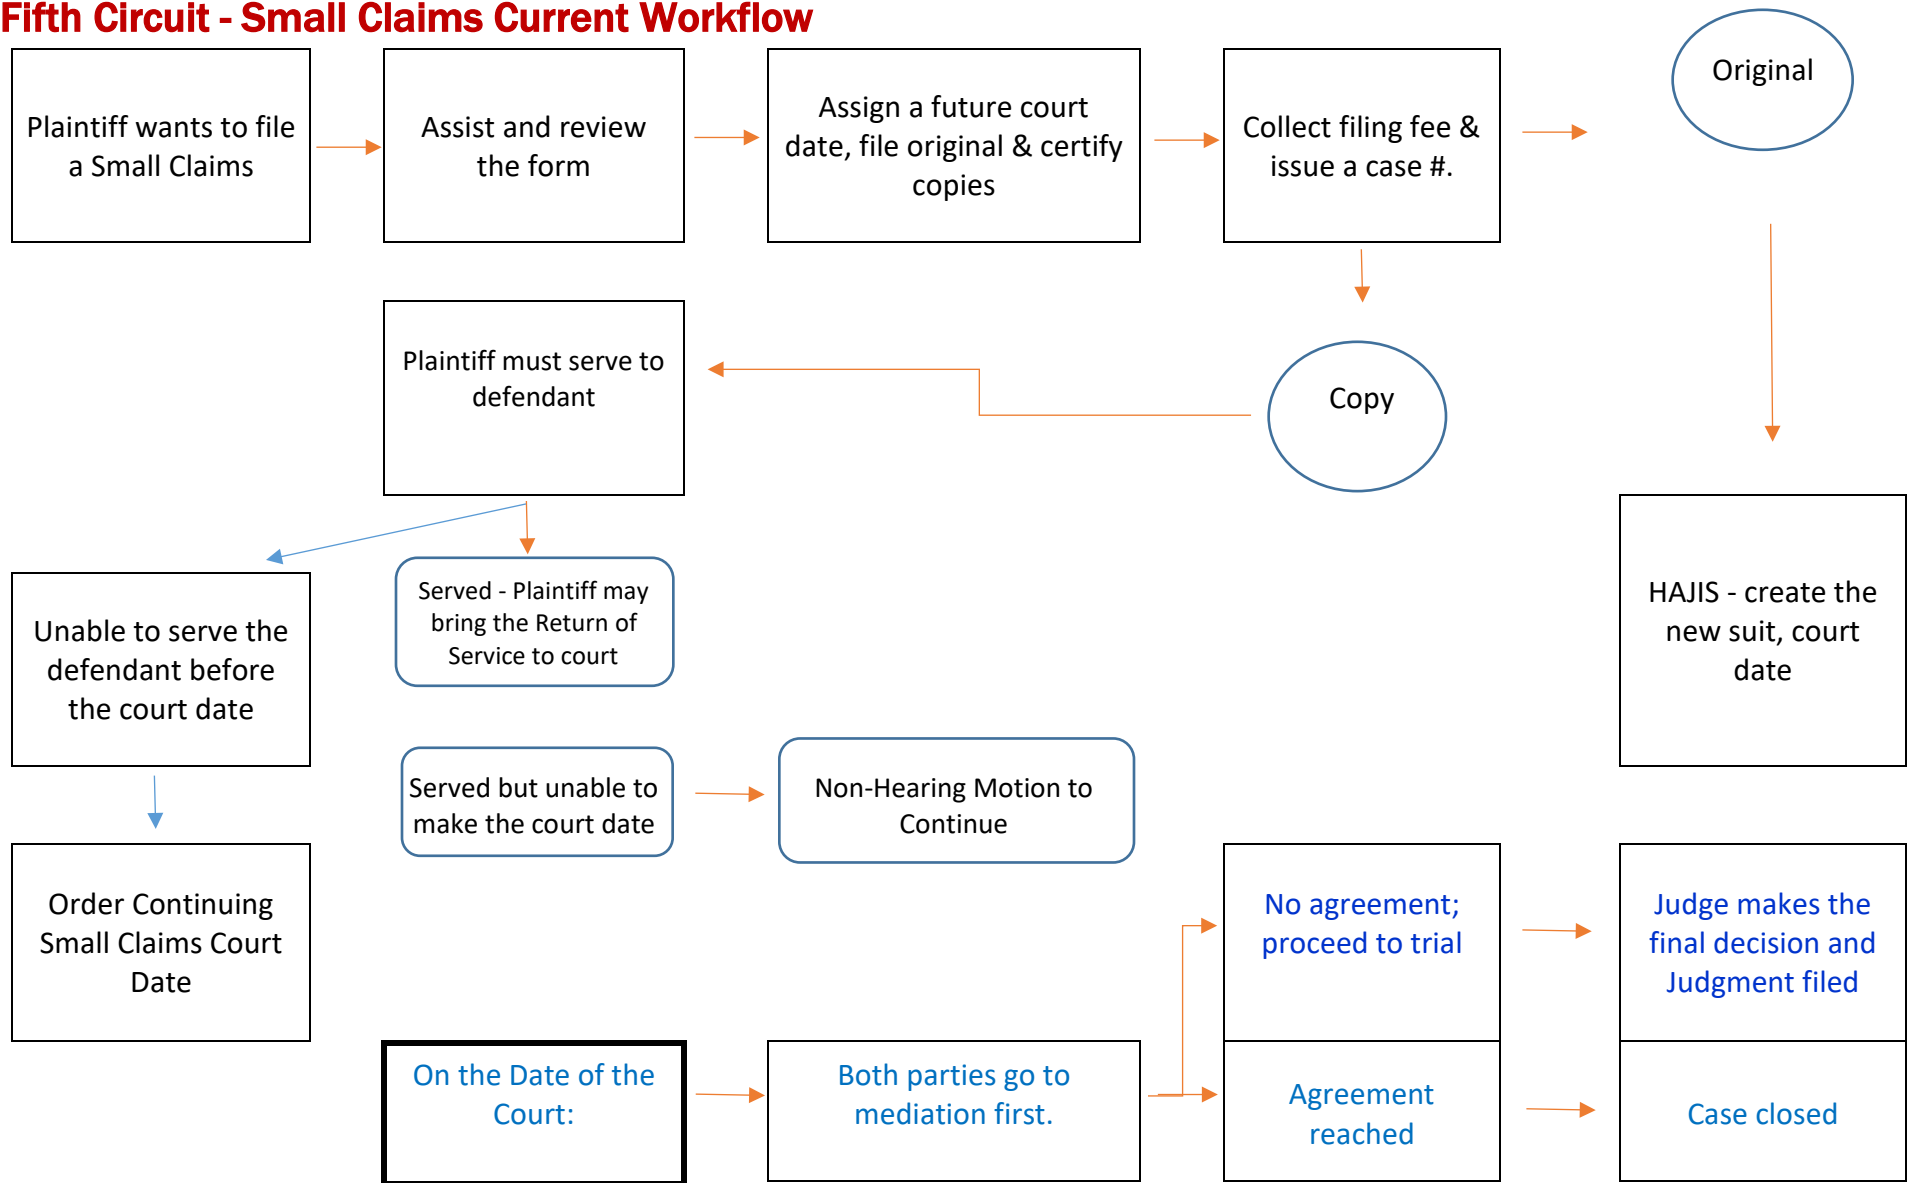 Fifth Circuit - Small Claims Current Workflow
Plaintiff wants to file
a Small Claims
Assist and review
the form
Assign a future court
date, file original & certify
copies
Collect filing fee &
issue a case #.
Original
Plaintiff must serve to
defendant
Copy
Unable to serve the
defendant before
the court date
Served - Plaintiff may
bring the Return of
Service to court
HAJIS - create the
new suit, court
date
Served but unable to
make the court date
Non-Hearing Motion to
Continue
Order Continuing
Small Claims Court
Date
No agreement;
proceed to trial
Judge makes the
final decision and
Judgment filed
On the Date of the
Court:
Both parties go to
mediation first.
Agreement
reached
Case closed